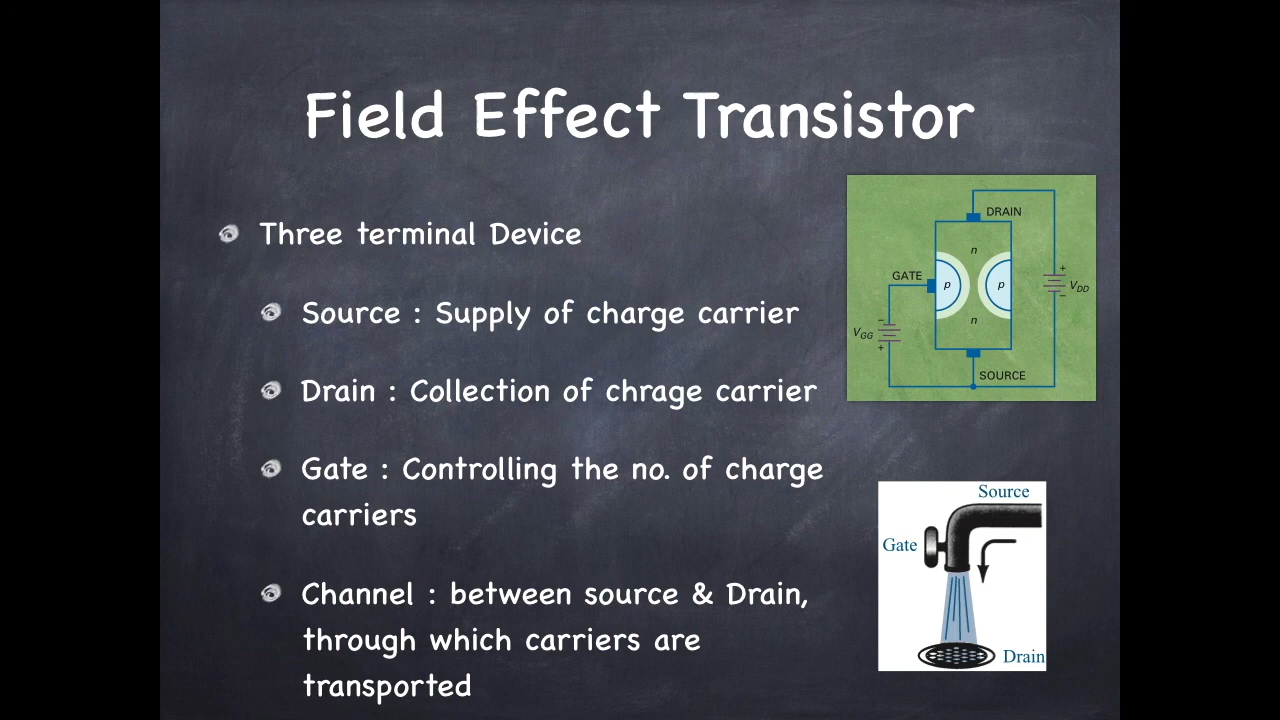 Field Effect Transistor
Three terminal Device
Source : Supply of charge carrier
Drain : Collection of chrage carrier
Gate : Controlling the no. of charge
carriers
Channel : between source & Drain,
through which carriers are
transported
DRAIN
n
GATE
p
p
+
VDD
−
n
−
VGG
+
SOURCE
Source
Gate
Drain